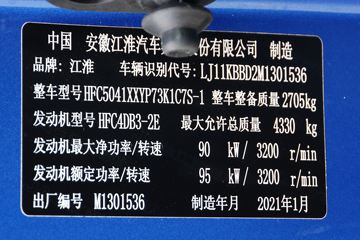 中国 安徽江淮汽车 份有限公司 制造
品牌: 江淮 车辆识别代号: LJ11KBBD2M1301536
整车型号 HFC5041XXYP73K1C7S-1 整车整备质量 2705kg
发动机型号 HFC4DB3-2E 最大允许总质量 4330 kg
发动机最大净功率/转速 90 kW/ 3200 r/min
发动机额定功率/转速 95 kW/ 3200 r/min
出厂编号 M1301536 制造年月 2021年1月